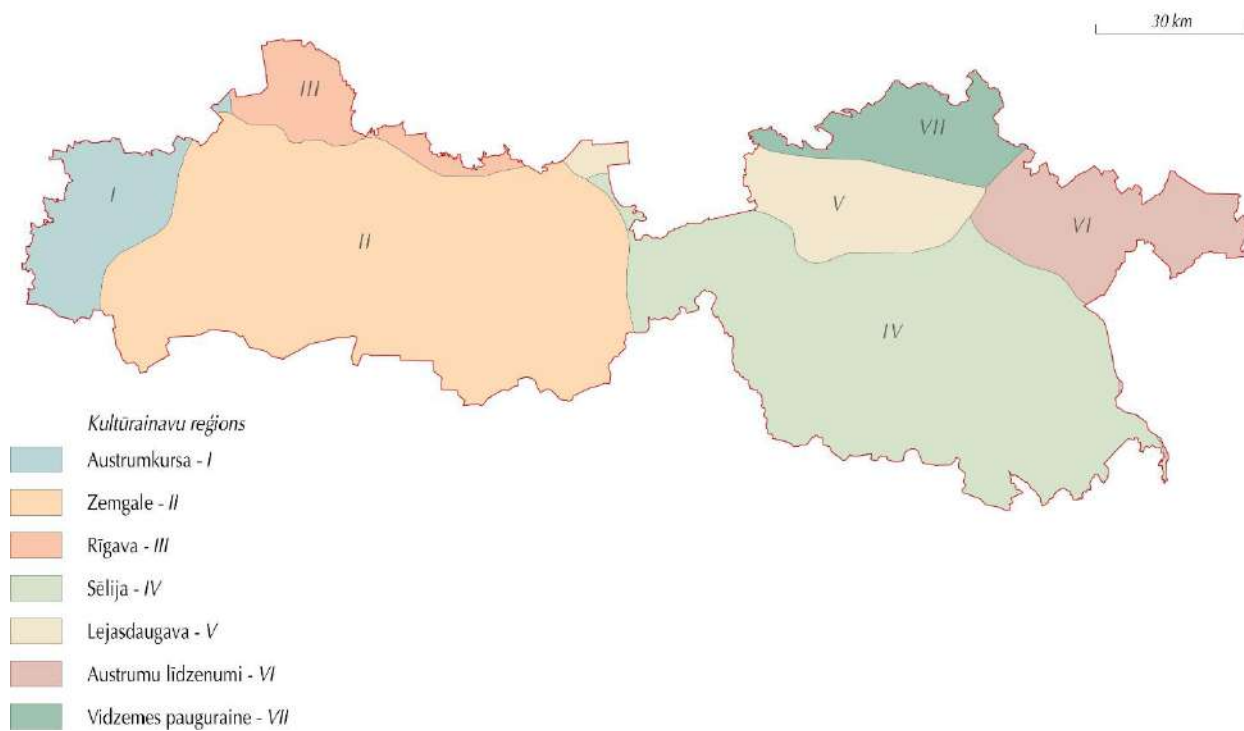 30 km
III
VII
I
V
II
VI
IV
Kultūrainavu reģions
Austrumkursa - I
Zemgale - II
Rīgava - III
Sēlija - IV
Lejasdaugava - V
Austrumu līdzenumi - VI
Vidzemes pauguraine - VII